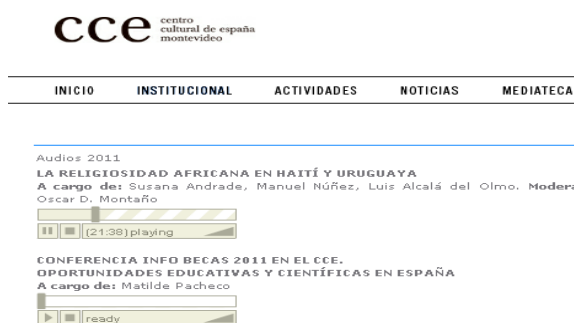 cce centro
cultural de españa
montevideo
INICIO INSTITUCIONAL ACTIVIDADES NOTICIAS MEDIATECA
Audios 2011
LA RELIGIOSIDAD AFRICANA EN HAITÍ Y URUGUAYA
A cargo de: Susana Andrade, Manuel Núñez, Luis Alcalá del Olmo. Modera
Oscar D. Montaño
(21:38) playing
CONFERENCIA INFO BECAS 2011 EN EL CCE.
OPORTUNIDADES EDUCATIVAS Y CIENTÍFICAS EN ESPAÑA
A cargo de: Matilde Pacheco
ready